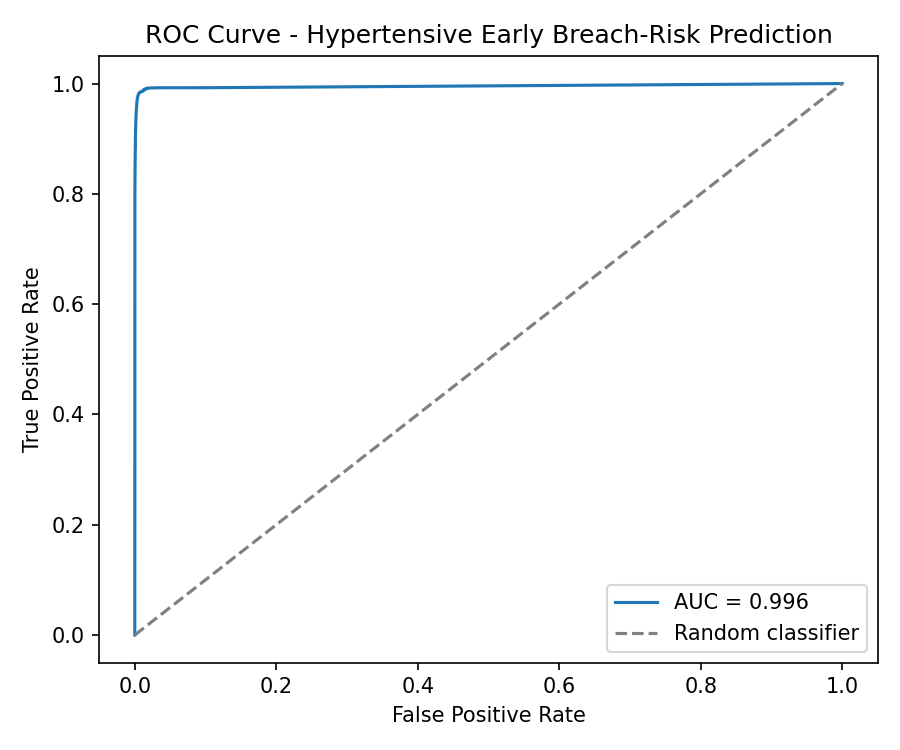 ROC Curve - Hypertensive Early Breach-Risk Prediction
True Positive Rate
1.0
0.8
0.6
0.4
0.2
0.0
AUC = 0.996
Random classifier
0.0 0.2 0.4 0.6 0.8 1.0
False Positive Rate